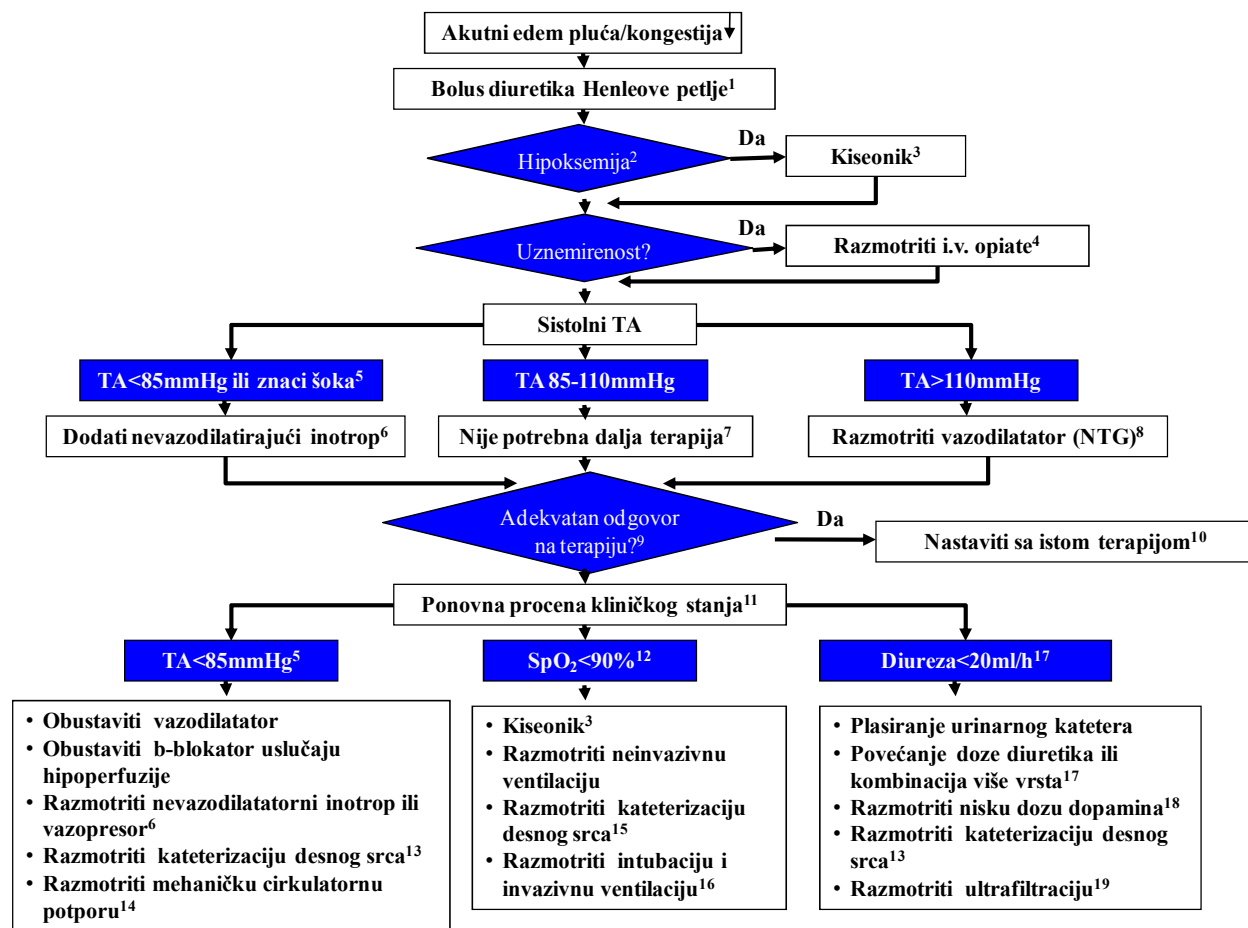 Akutni edem pluća/kongestija
Bolus diuretika Henleove petlje¹
Da
Hipoksemija²
Kiseonik³
Da
Uznemirenost?
Razmotriti i.v. opiate⁴
Sistolni TA
TA<85mmHg ili znaci šoka⁵
TA 85-110mmHg
TA>110mmHg
Dodati nevazodilatirajući inotrop⁶
Nije potrebna dalja terapija⁷
Razmotriti vazodilatator (NTG)⁸
Adekvatan odgovor
na terapiju?⁹
Da
Nastaviti sa istom terapijom¹⁰
Ponovna procena kliničkog stanja¹¹
TA<85mmHg⁵
SpO₂<90%¹²
Diureza<20ml/h¹⁷
• Obustaviti vazodilatator
• Obustaviti b-blokator uslučaju
hipoperfuzije
• Razmotriti nevazodilatatorni inotrop ili
vazopresor⁶
• Razmotriti kateterizaciju desnog srca¹³
• Razmotriti mehaničku cirkulatornu
potporu¹⁴
• Kiseonik³
• Razmotriti neinvazivnu
ventilaciju
• Razmotriti kateterizaciju
desnog srca¹⁵
• Razmotriti intubaciju i
invazivnu ventilaciju¹⁶
• Plasiranje urinarnog katetera
• Povećanje doze diuretika ili
kombinacija više vrsta¹⁷
• Razmotriti nisku dozu dopamina¹⁸
• Razmotriti kateterizaciju desnog
srca¹³
• Razmotriti ultrafiltraciju¹⁹